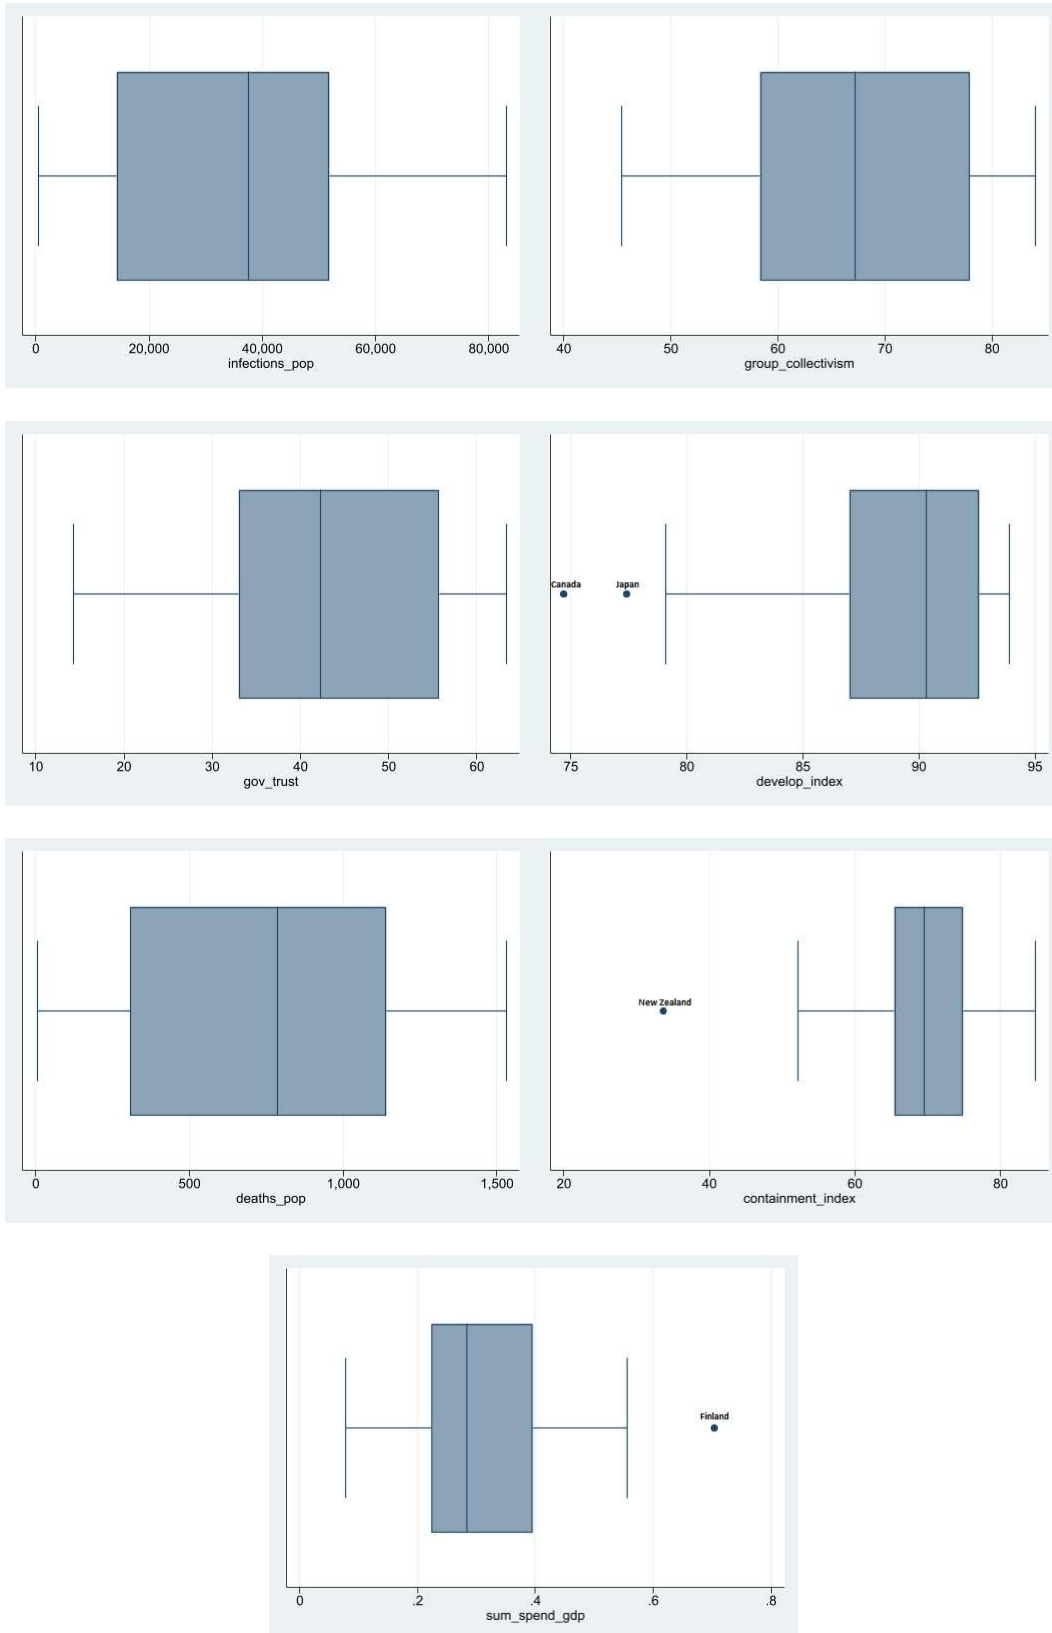 0 20,000 40,000 60,000 80,000
infections_pop
40 50 60 70 80
group_collectivism
10 20 30 40 50 60
gov_trust
Canada Japan
75 80 85 90 95
develop_index
0 500 1,000 1,500
deaths_pop
New Zealand
20 40 60 80
containment_index
Finland
0 .2 .4 .6 .8
sum_spend_gdp